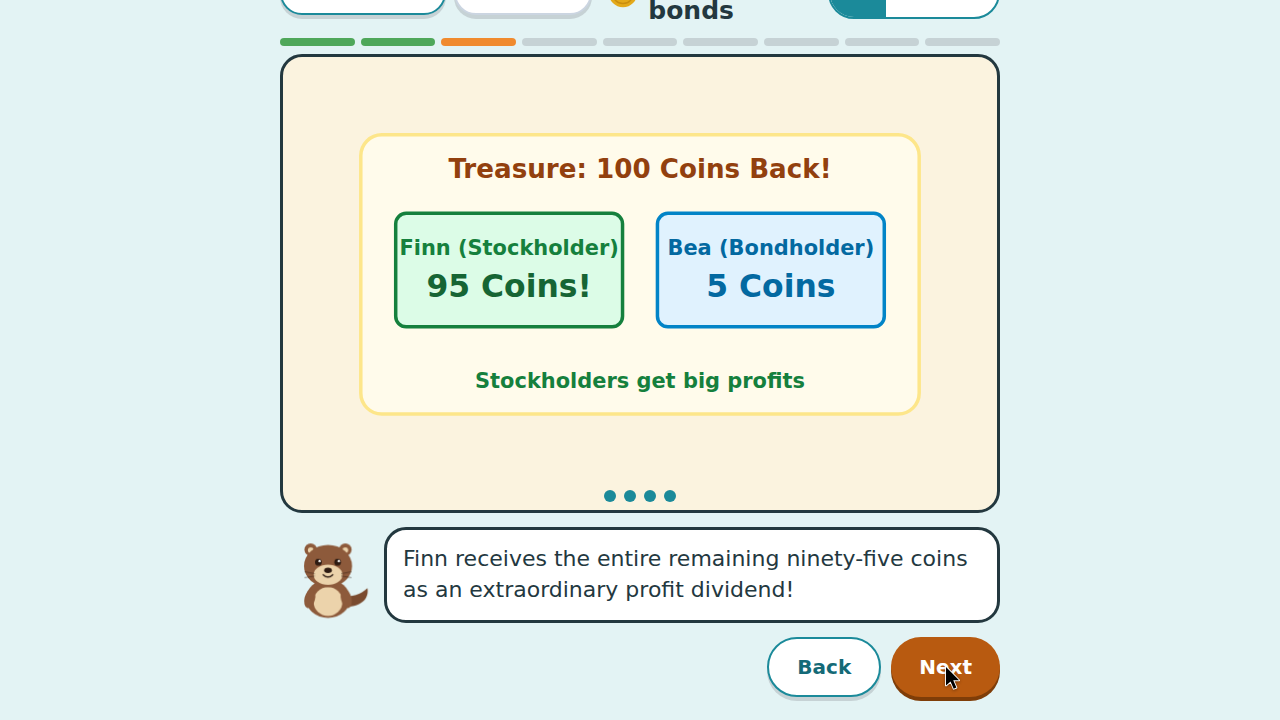 bonds
Treasure: 100 Coins Back!
Finn (Stockholder)
95 Coins!
Bea (Bondholder)
5 Coins
Stockholders get big profits
Finn receives the entire remaining ninety-five coins
as an extraordinary profit dividend!
Back
Next